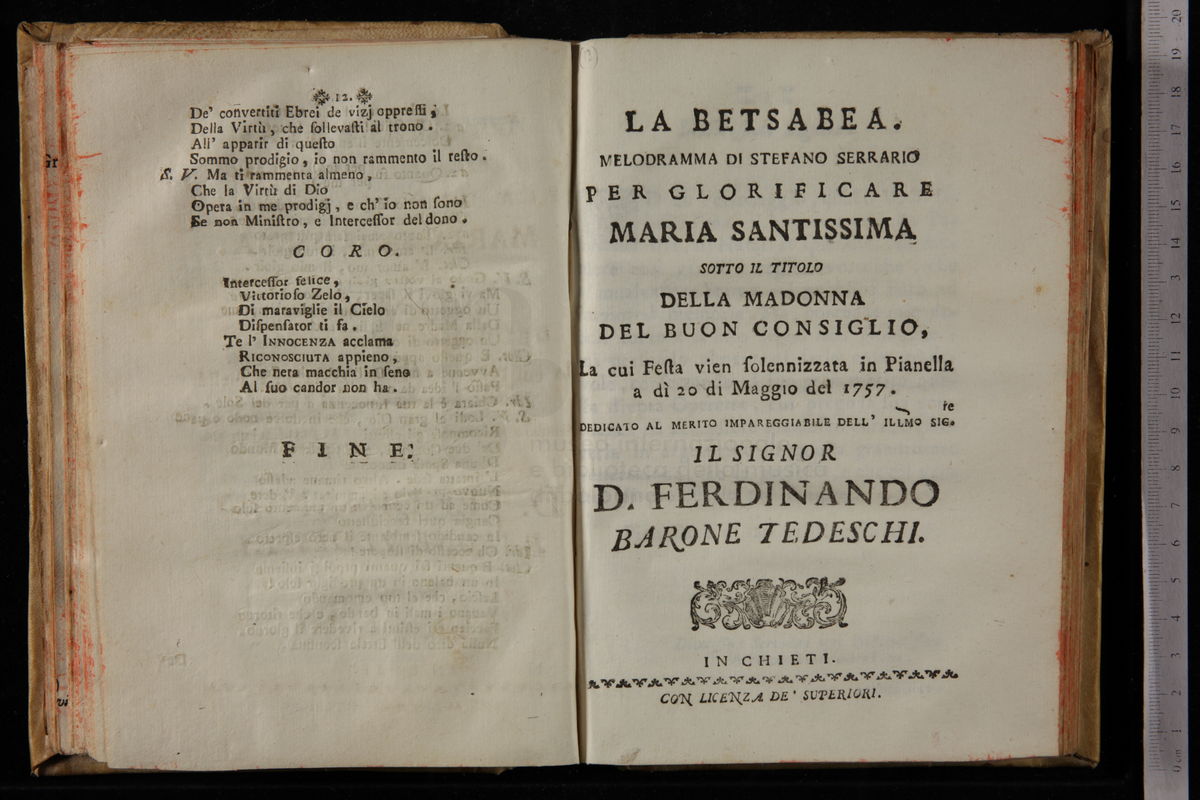 12.
De' convertiti Ebrei de vizj oppreſſi;
Della Virtù, che ſollevaſti al trono.
All' apparir di queſto
Sommo prodigio, io non rammento il reſto.
S. V. Ma ti rammenta almeno,
Che la Virtù di Dio
Opera in me prodigj, e ch' io non ſono
Se non Miniſtro, e Interceſſor del dono.
CORO.
Interceſſor felice,
Vittorioſo Zelo,
Di maraviglie il Cielo
Diſpenſator ti fa.
Te l' INNOCENZA acclama
RICONOSCIUTA appieno,
Che nera macchia in ſeno
Al ſuo candor non ha.
FINE.
(1)
LA BETSABEA.
MELODRAMMA DI STEFANO SERRARIO
PER GLORIFICARE
MARIA SANTISSIMA
SOTTO IL TITOLO
DELLA MADONNA
DEL BUON CONSIGLIO,
La cui Feſta vien ſolennizzata in Pianella
a dì 20 di Maggio del 1757.
DEDICATO AL MERITO IMPAREGGIABILE DELL' ILLMO SIG.re
IL SIGNOR
D. FERDINANDO
BARONE TEDESCHI.
IN CHIETI.
CON LICENZA DE' SUPERIORI.